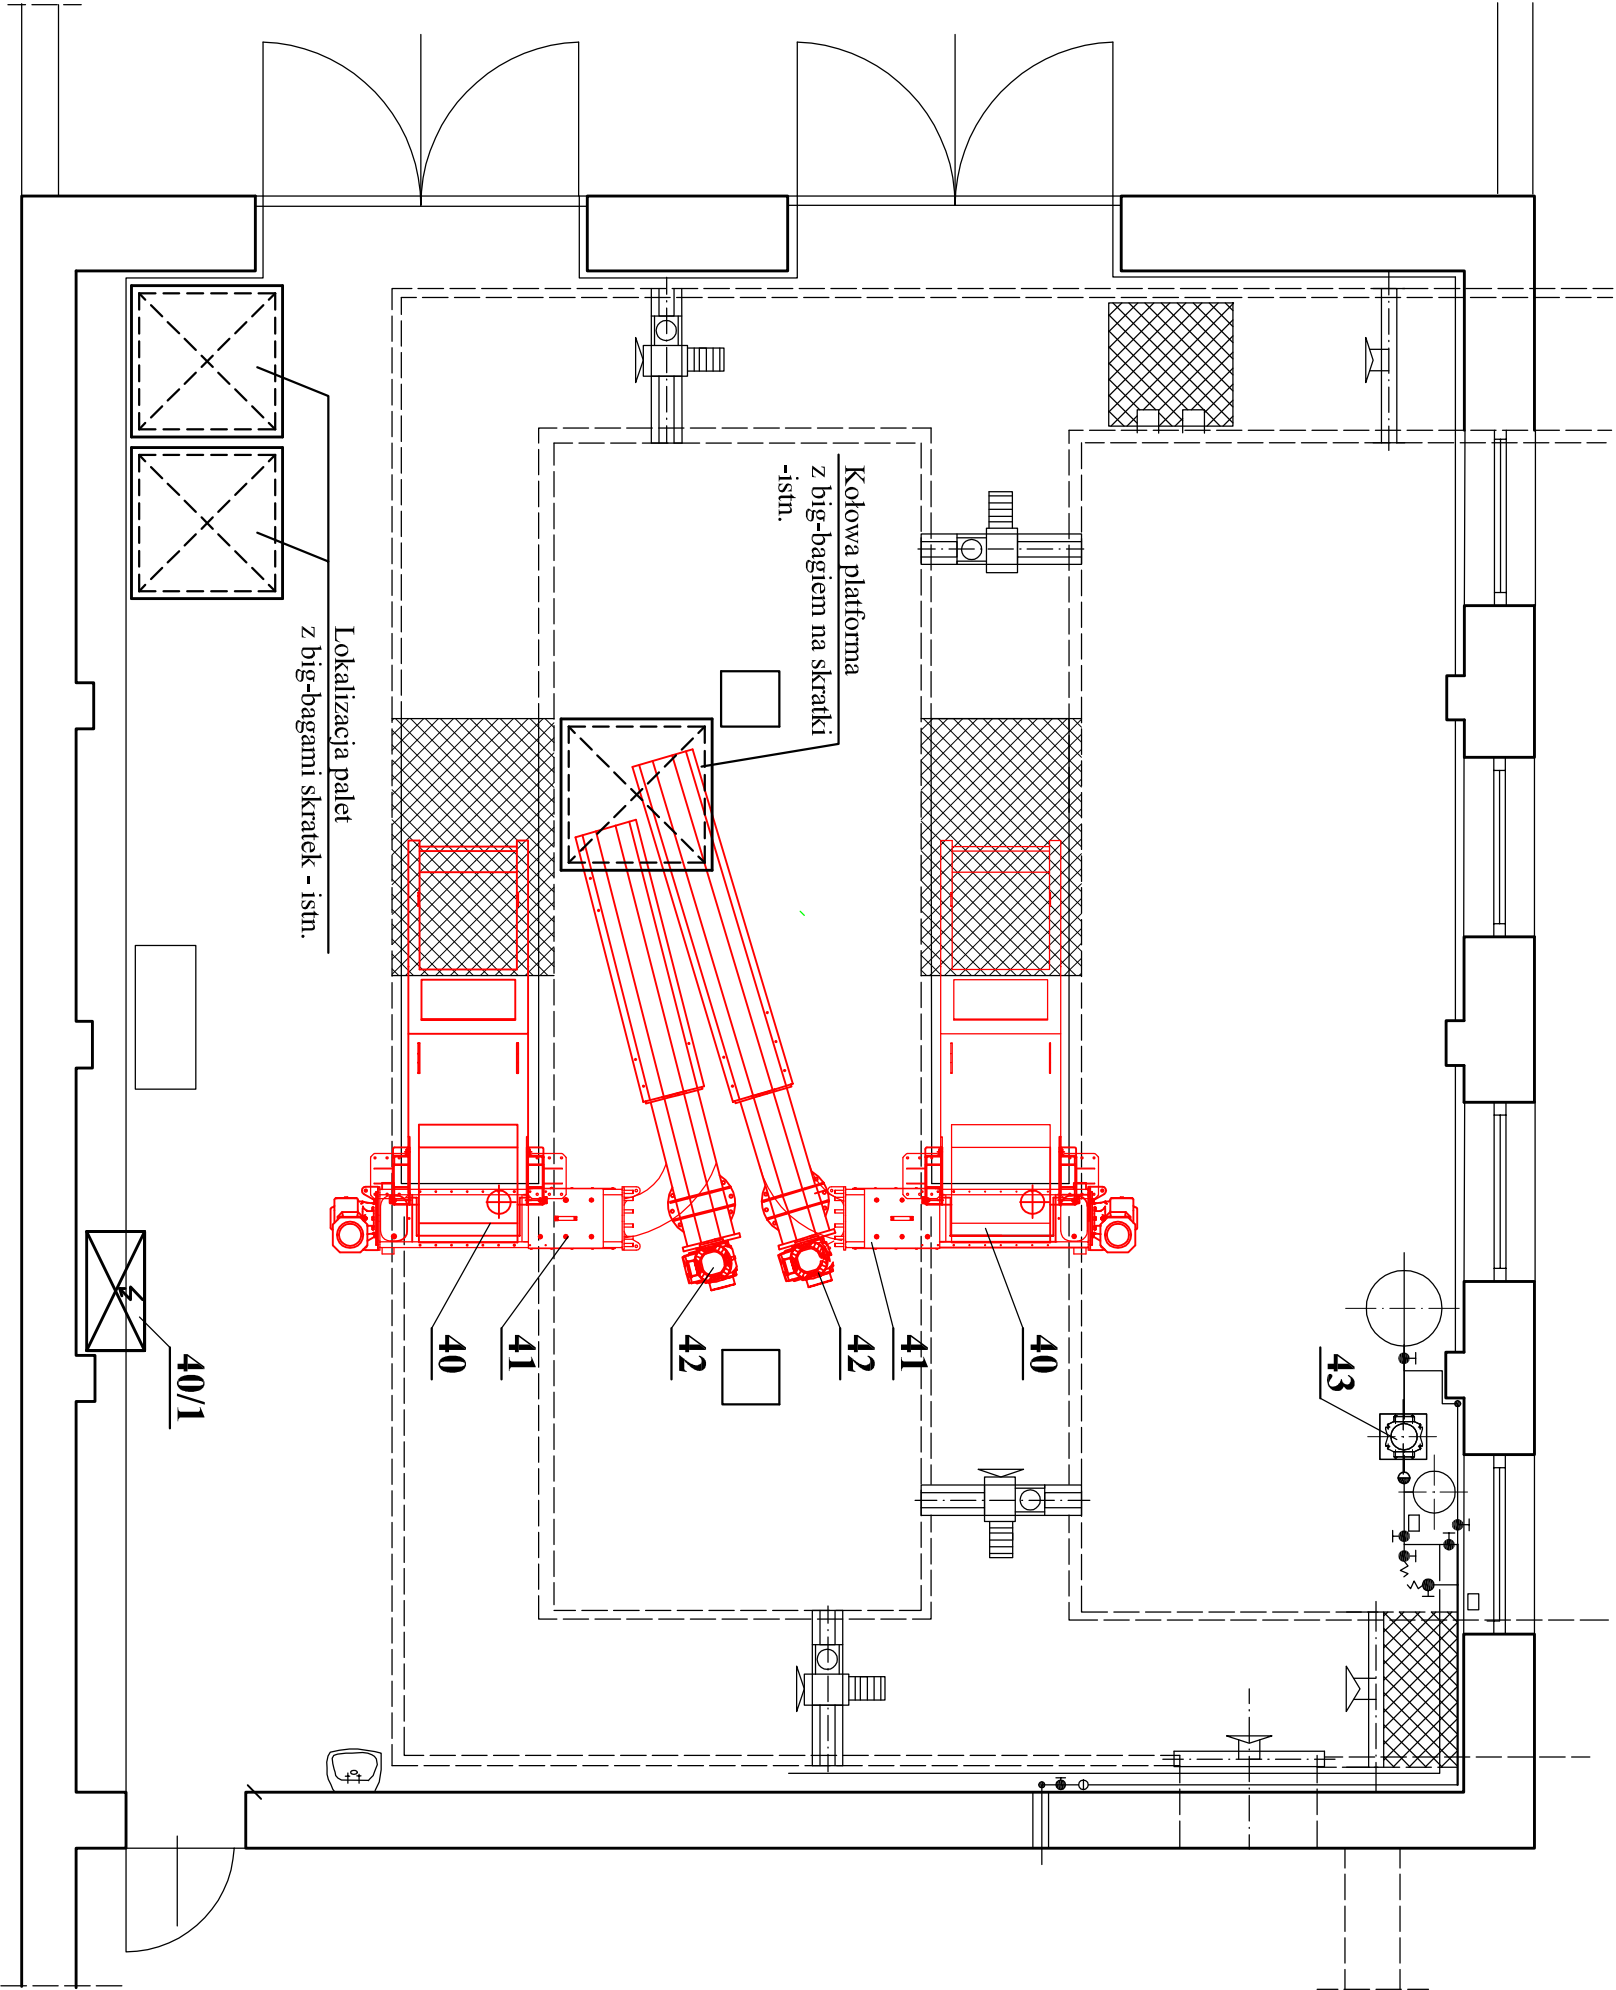 Kołowa platforma
z big-bagiem na skratki
-istn.
Lokalizacja palet
z big-bagami skratek - istn.
43
40
41
42
42
41
40
40/1